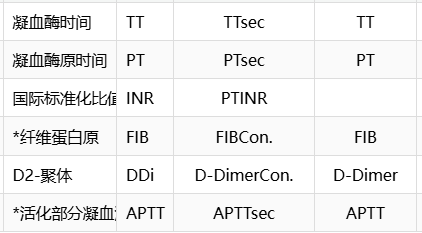 凝血酶时间 TT TTsec TT
凝血酶原时间 PT PTsec PT
国际标准化比值 INR PTINR
*纤维蛋白原 FIB FIBCon. FIB
D2-聚体 DDi D-DimerCon. D-Dimer
*活化部分凝血 APTT APTTsec APTT